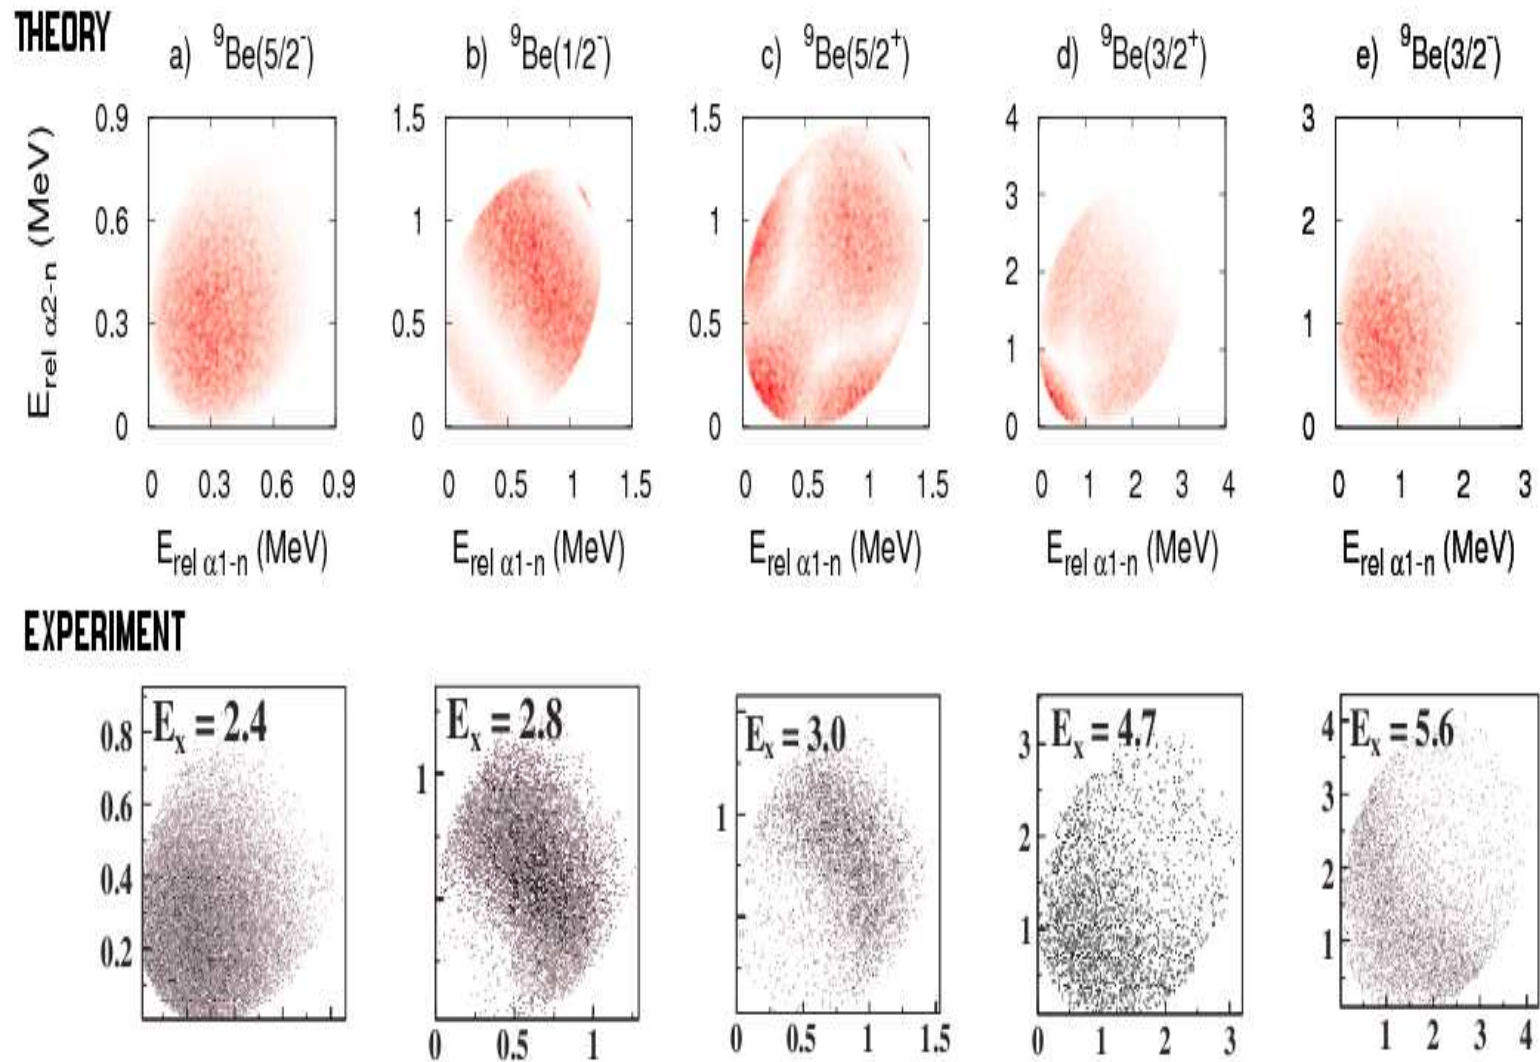 THEORY
a) ⁹Be(5/2⁻)
b) ⁹Be(1/2⁻)
c) ⁹Be(5/2⁺)
d) ⁹Be(3/2⁺)
e) ⁹Be(3/2⁻)
E_rel α2-n (MeV)
0.9
0.6
0.3
0
0 0.3 0.6 0.9
1.5
1
0.5
0
0 0.5 1 1.5
1.5
1
0.5
0
0 0.5 1 1.5
4
3
2
1
0
0 1 2 3 4
3
2
1
0
0 1 2 3
E_rel α1-n (MeV)
E_rel α1-n (MeV)
E_rel α1-n (MeV)
E_rel α1-n (MeV)
E_rel α1-n (MeV)
EXPERIMENT
E_x = 2.4
0.8
0.6
0.4
0.2
E_x = 2.8
1
0 0.5 1
E_x = 3.0
1
0 0.5 1 1.5
E_x = 4.7
3
2
1
0 1 2 3
E_x = 5.6
4
3
2
1
1 2 3 4